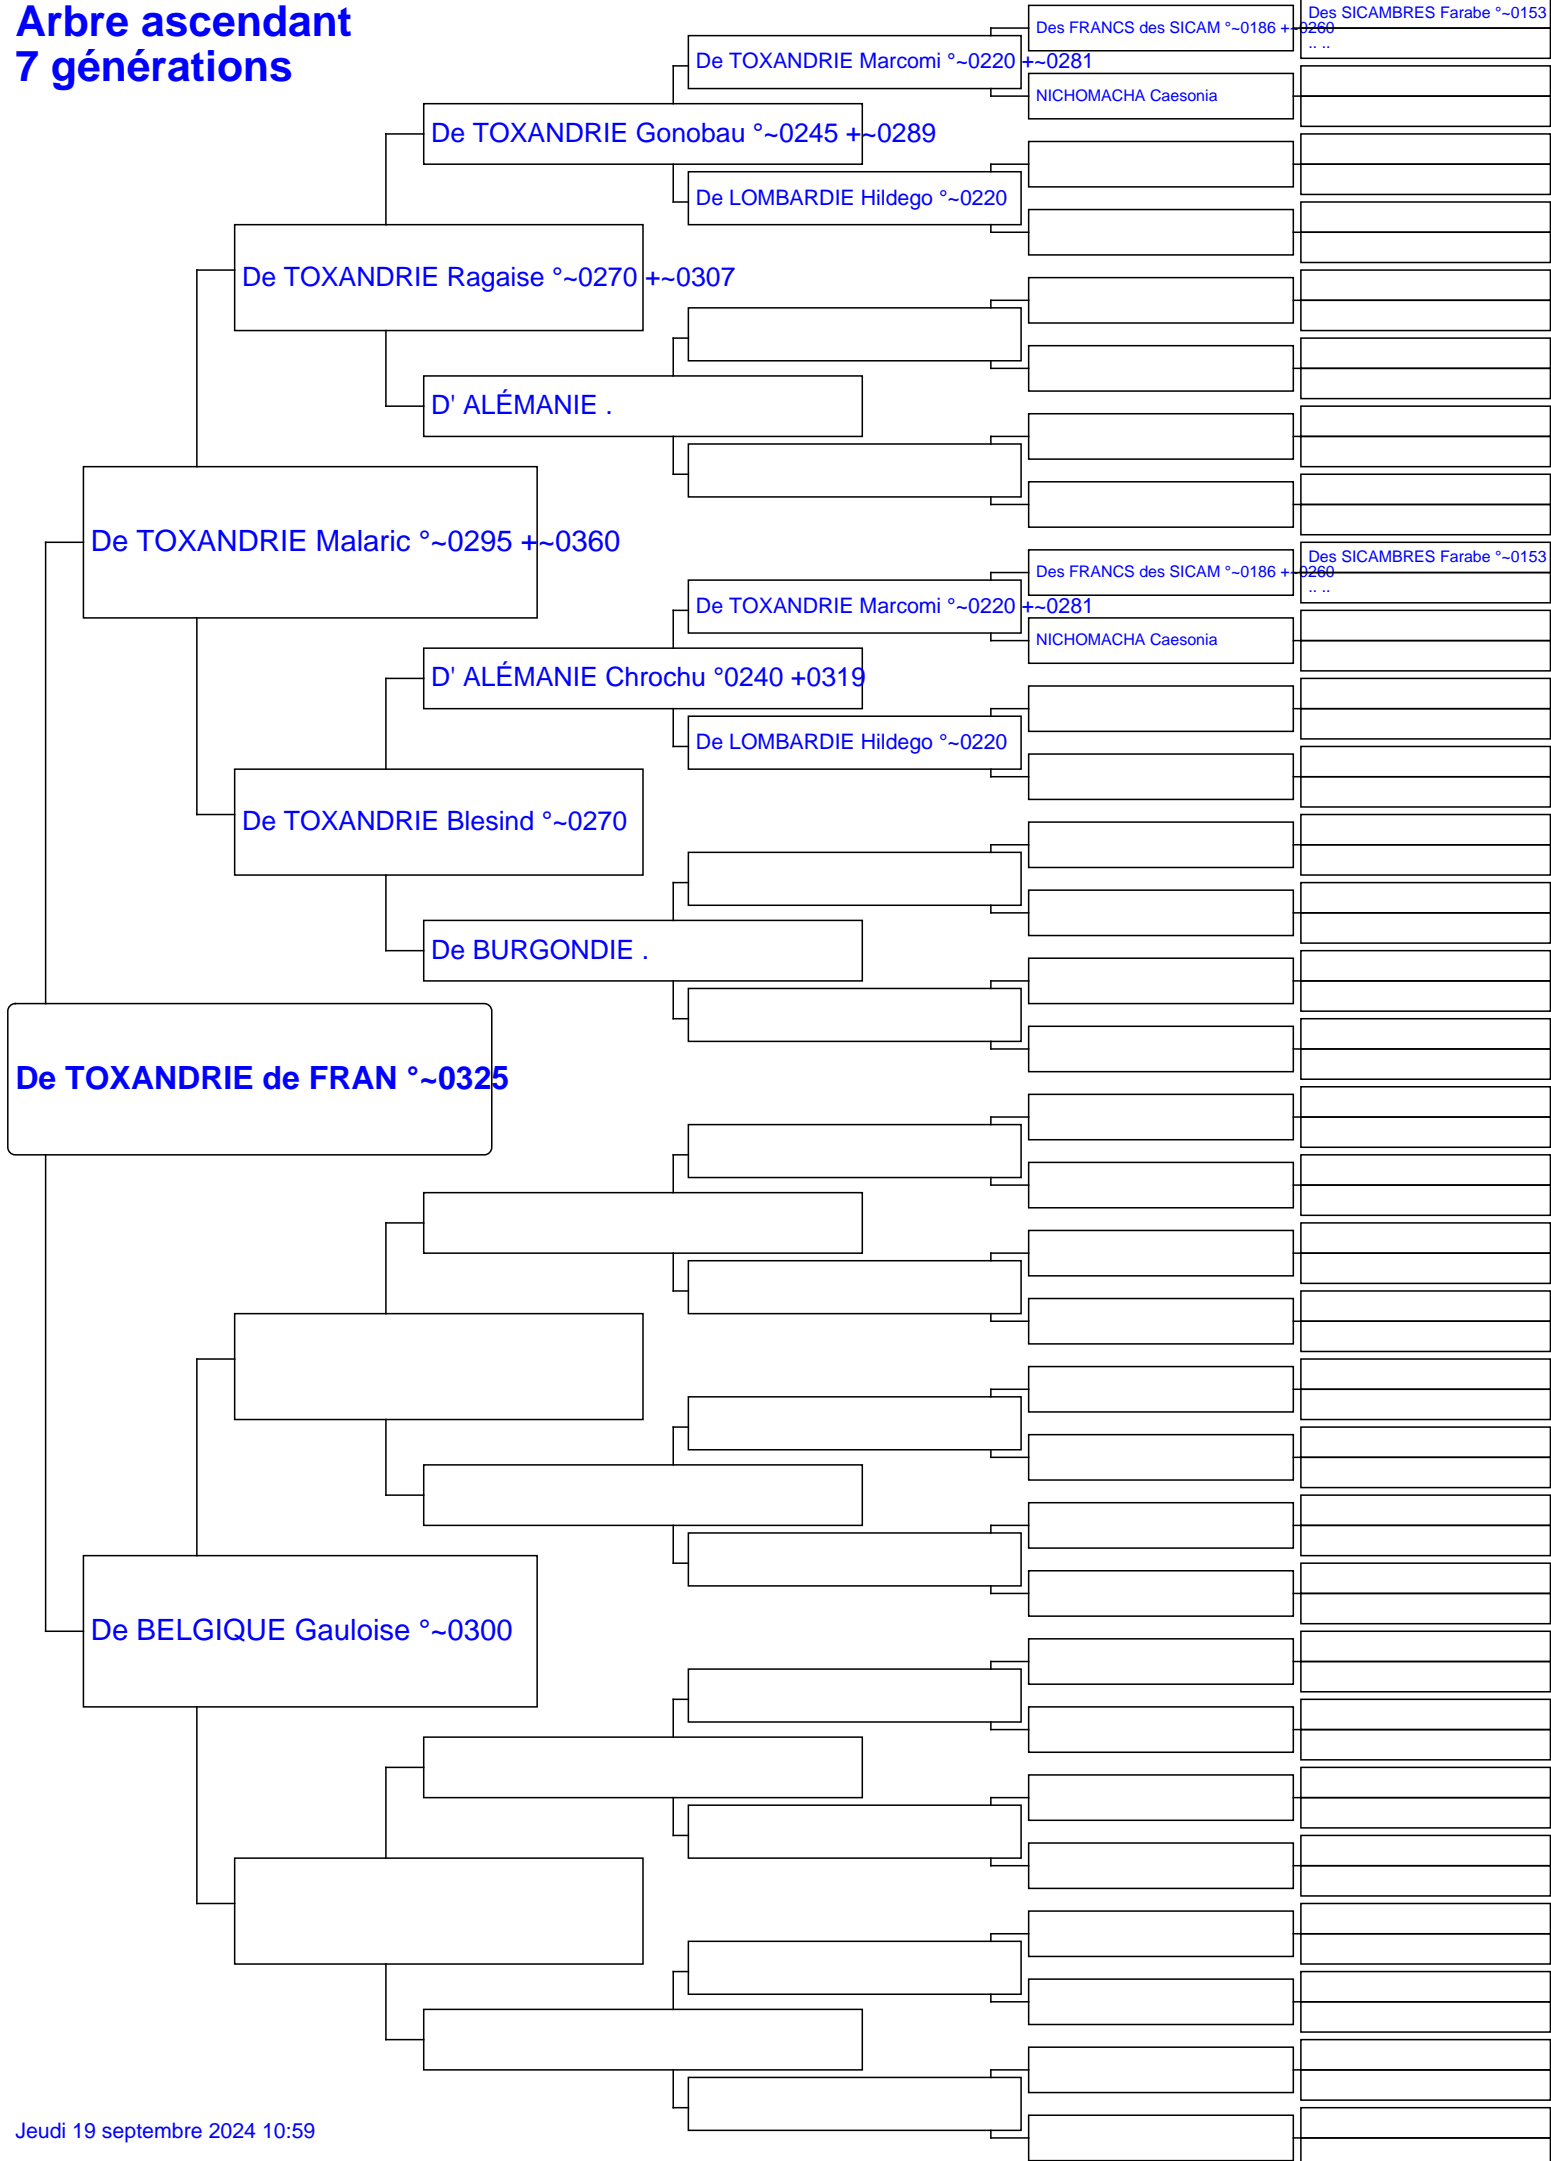 Arbre ascendant
7 générations
Des SICAMBRES Farabe °~0153
.. ..
Des FRANCS des SICAM °~0186 +~0260
De TOXANDRIE Marcomi °~0220 +~0281
NICHOMACHA Caesonia
De TOXANDRIE Gonobau °~0245 +~0289
De LOMBARDIE Hildego °~0220
De TOXANDRIE Ragaise °~0270 +~0307
D' ALÉMANIE .
De TOXANDRIE Malaric °~0295 +~0360
Des SICAMBRES Farabe °~0153
.. ..
Des FRANCS des SICAM °~0186 +~0260
De TOXANDRIE Marcomi °~0220 +~0281
NICHOMACHA Caesonia
D' ALÉMANIE Chrochu °0240 +0319
De LOMBARDIE Hildego °~0220
De TOXANDRIE Blesind °~0270
De BURGONDIE .
De TOXANDRIE de FRAN °~0325
De BELGIQUE Gauloise °~0300
Jeudi 19 septembre 2024 10:59